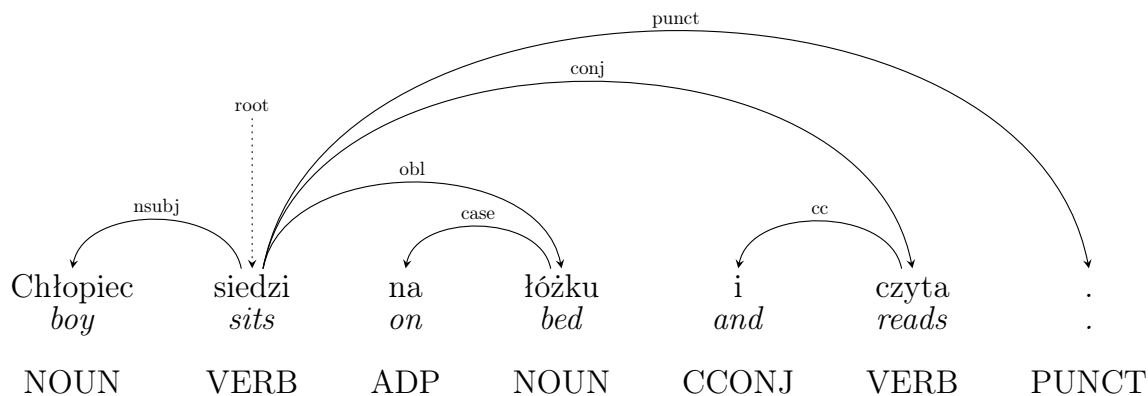 punct
conj
root
obl
nsubj case cc
Chłopiec siedzi na łóżku i czyta .
boy sits on bed and reads .
NOUN VERB ADP NOUN CCONJ VERB PUNCT